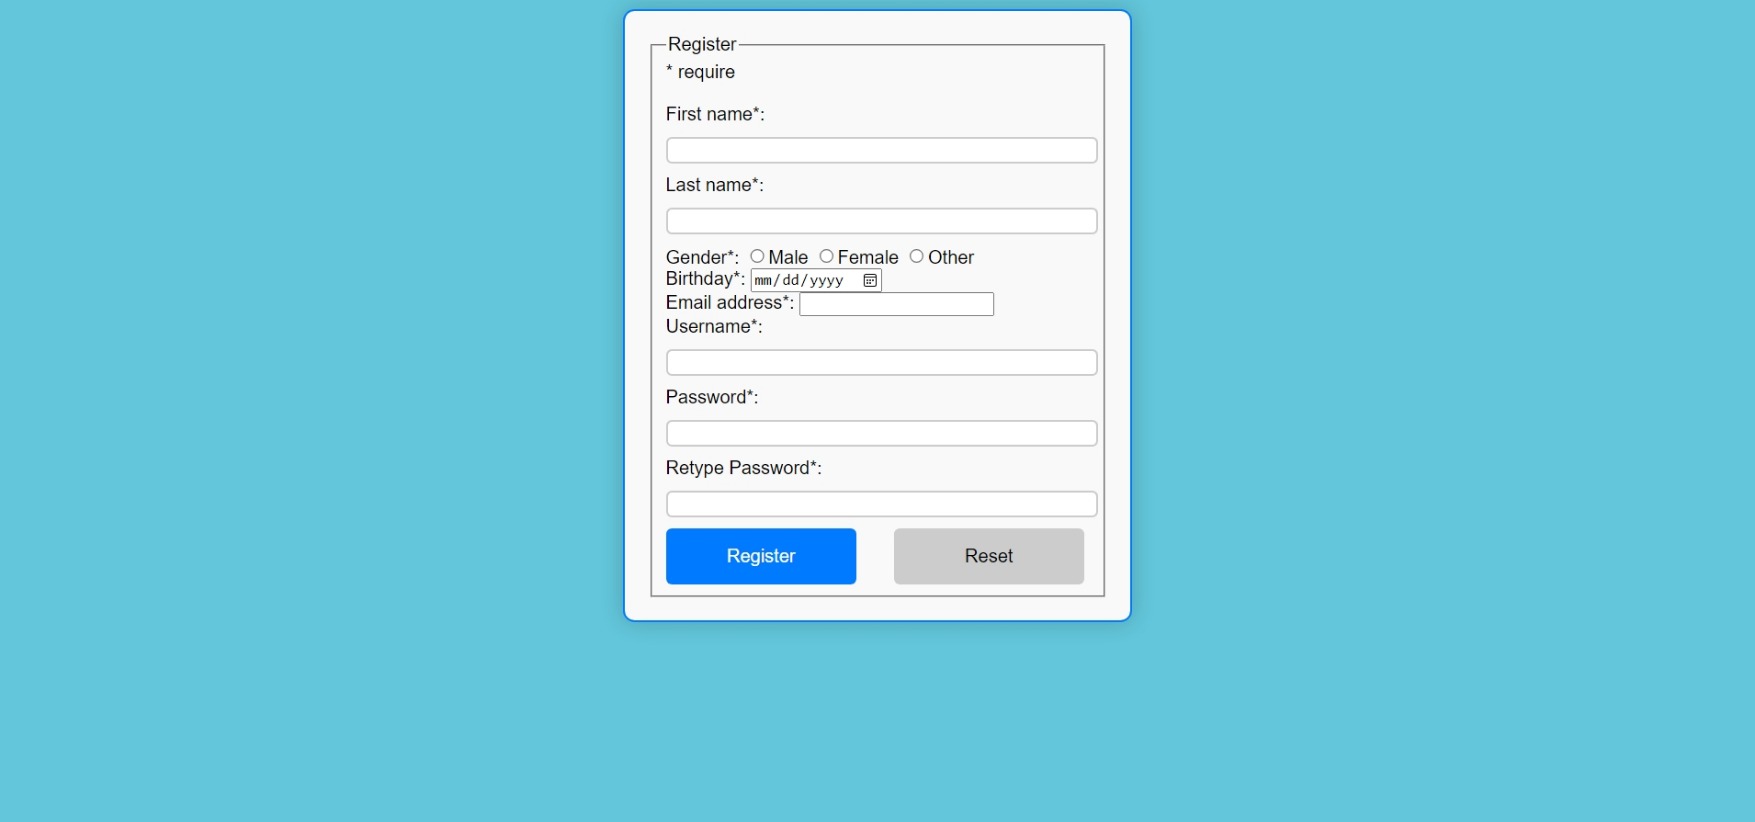 Register
* require
First name*:
Last name*:
Gender*: Male Female Other
Birthday*: mm/dd/yyyy
Email address*:
Username*:
Password*:
Retype Password*:
Register Reset